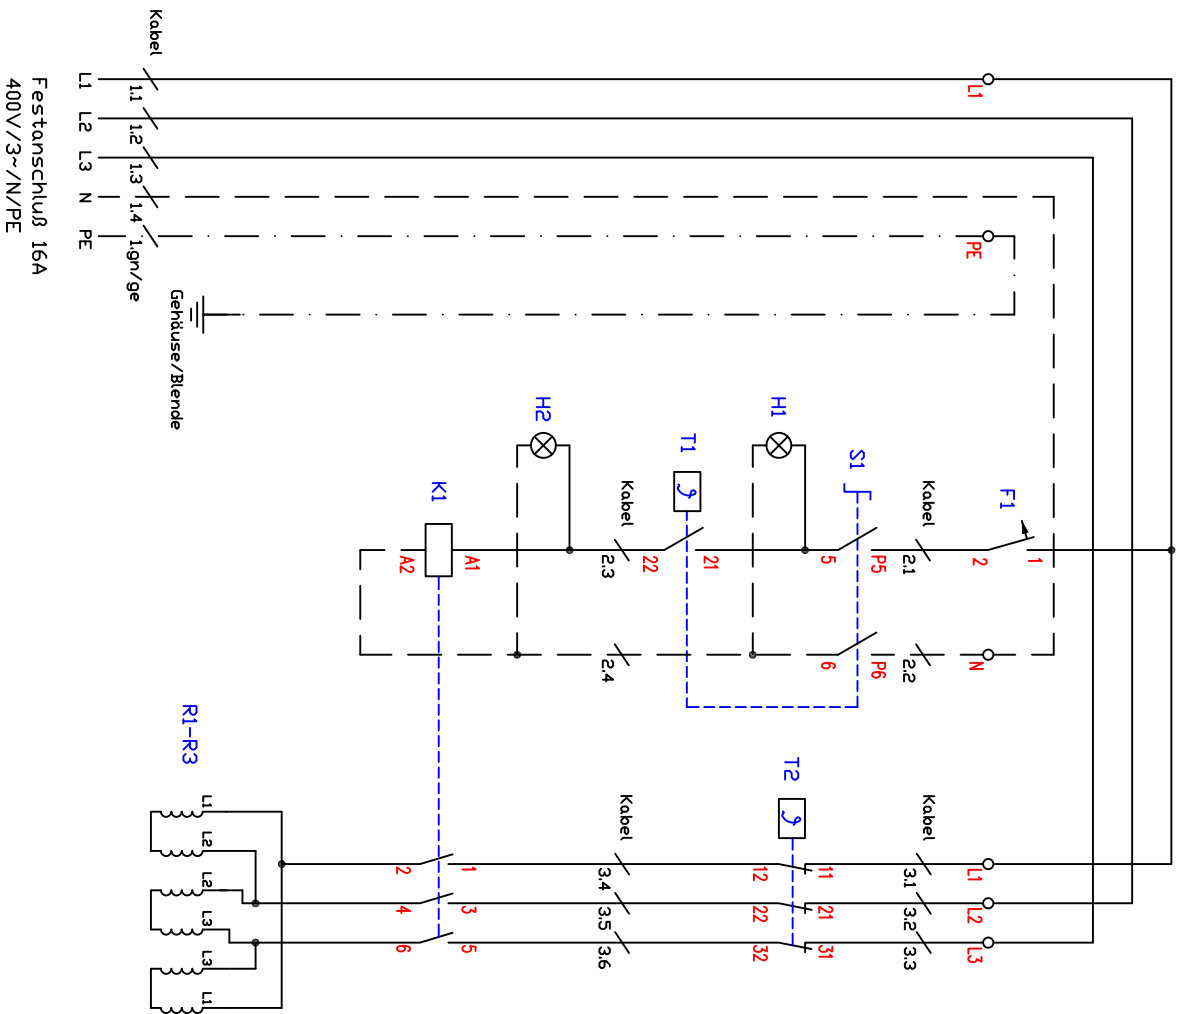 Festanschluß 16A
400V/3~/N/PE
Kabel
L1
L2
L3
N
PE
1.1
1.2
1.3
1.4
1.gn/ge
Gehäuse/Blende
L1
PE
F1
1
2
N
Kabel
2.1
2.2
S1
P5
5
P6
6
H1
T1
ϑ
21
22
Kabel
2.3
2.4
H2
K1
A1
A2
L1
L2
L3
Kabel
3.1
3.2
3.3
T2
ϑ
11
21
31
12
22
32
Kabel
3.4
3.5
3.6
1
3
5
2
4
6
R1-R3
L1
L2
L2
L3
L3
L1